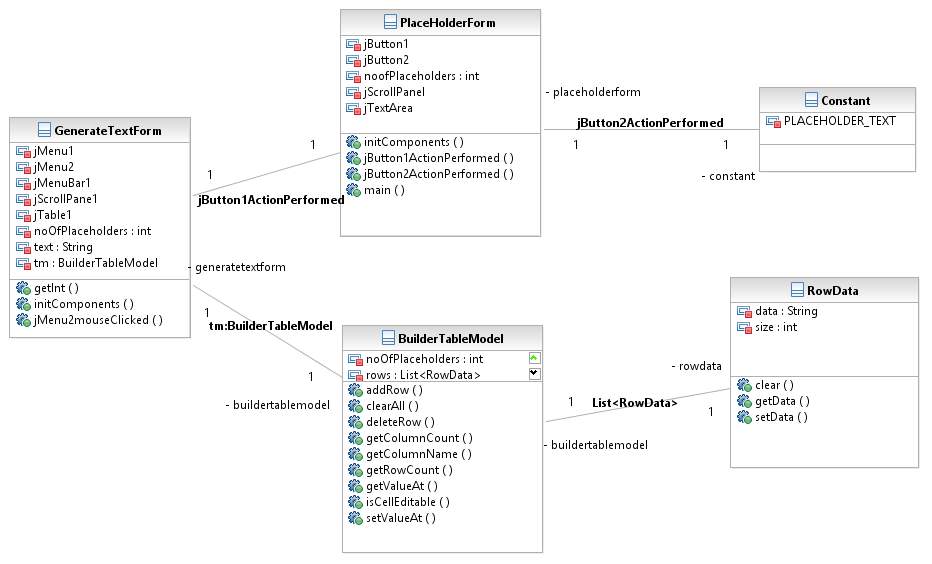 PlaceHolderForm
jButton1
jButton2
noofPlaceholders : int
jScrollPanel
jTextArea
initComponents ( )
jButton1ActionPerformed ( )
jButton2ActionPerformed ( )
main ( )
- placeholderform
jButton2ActionPerformed
1
1
- constant
Constant
PLACEHOLDER_TEXT
GenerateTextForm
jMenu1
jMenu2
jMenuBar1
jScrollPane1
jTable1
noOfPlaceholders : int
text : String
tm : BuilderTableModel
getInt ( )
initComponents ( )
jMenu2mouseClicked ( )
1
1
jButton1ActionPerformed
- generatetextform
1
tm:BuilderTableModel
1
- buildertablemodel
BuilderTableModel
noOfPlaceholders : int
rows : List<RowData>
addRow ( )
clearAll ( )
deleteRow ( )
getColumnCount ( )
getColumnName ( )
getRowCount ( )
getValueAt ( )
isCellEditable ( )
setValueAt ( )
- rowdata
1
List<RowData>
1
- buildertablemodel
RowData
data : String
size : int
clear ( )
getData ( )
setData ( )